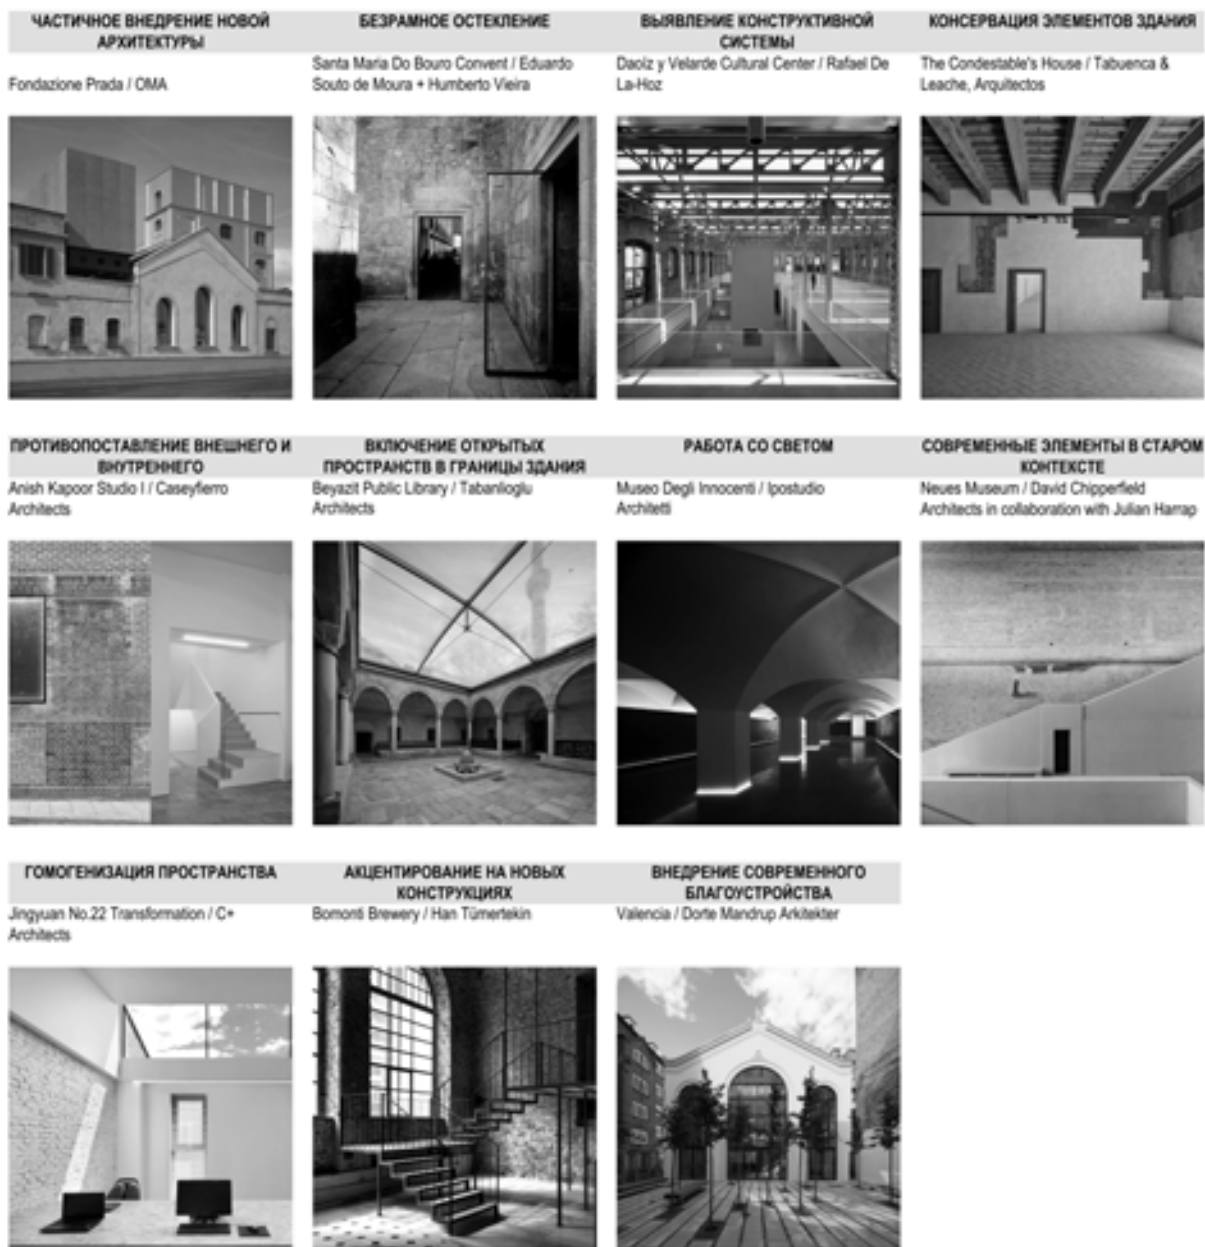 ЧАСТИЧНОЕ ВНЕДРЕНИЕ НОВОЙ
АРХИТЕКТУРЫ
Fondazione Prada / OMA
БЕЗРАМНОЕ ОСТЕКЛЕНИЕ
Santa Maria Do Bouro Convent / Eduardo
Souto de Moura + Humberto Vieira
ВЫЯВЛЕНИЕ КОНСТРУКТИВНОЙ
СИСТЕМЫ
Daoíz y Velarde Cultural Center / Rafael De
La-Hoz
КОНСЕРВАЦИЯ ЭЛЕМЕНТОВ ЗДАНИЯ
The Condestable's House / Tabuenca &
Leache, Arquitectos
ПРОТИВОПОСТАВЛЕНИЕ ВНЕШНЕГО И
ВНУТРЕННЕГО
Anish Kapoor Studio I / Caseyfierro
Architects
ВКЛЮЧЕНИЕ ОТКРЫТЫХ
ПРОСТРАНСТВ В ГРАНИЦЫ ЗДАНИЯ
Beyazit Public Library / Tabanlioglu
Architects
РАБОТА СО СВЕТОМ
Museo Degli Innocenti / Ipostudio
Architetti
СОВРЕМЕННЫЕ ЭЛЕМЕНТЫ В СТАРОМ
КОНТЕКСТЕ
Neues Museum / David Chipperfield
Architects in collaboration with Julian Harrap
ГОМОГЕНИЗАЦИЯ ПРОСТРАНСТВА
Jingyuan No.22 Transformation / C+
Architects
АКЦЕНТИРОВАНИЕ НА НОВЫХ
КОНСТРУКЦИЯХ
Bomonti Brewery / Han Tümertekin
ВНЕДРЕНИЕ СОВРЕМЕННОГО
БЛАГОУСТРОЙСТВА
Valencia / Dorte Mandrup Arkitekter